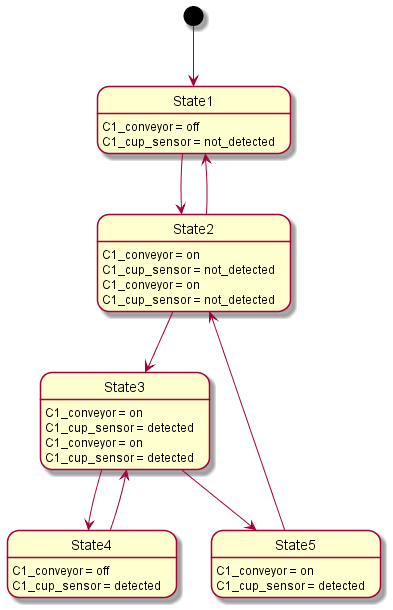 State1
C1_conveyor = off
C1_cup_sensor = not_detected
State2
C1_conveyor = on
C1_cup_sensor = not_detected
C1_conveyor = on
C1_cup_sensor = not_detected
State3
C1_conveyor = on
C1_cup_sensor = detected
C1_conveyor = on
C1_cup_sensor = detected
State4
C1_conveyor = off
C1_cup_sensor = detected
State5
C1_conveyor = on
C1_cup_sensor = detected